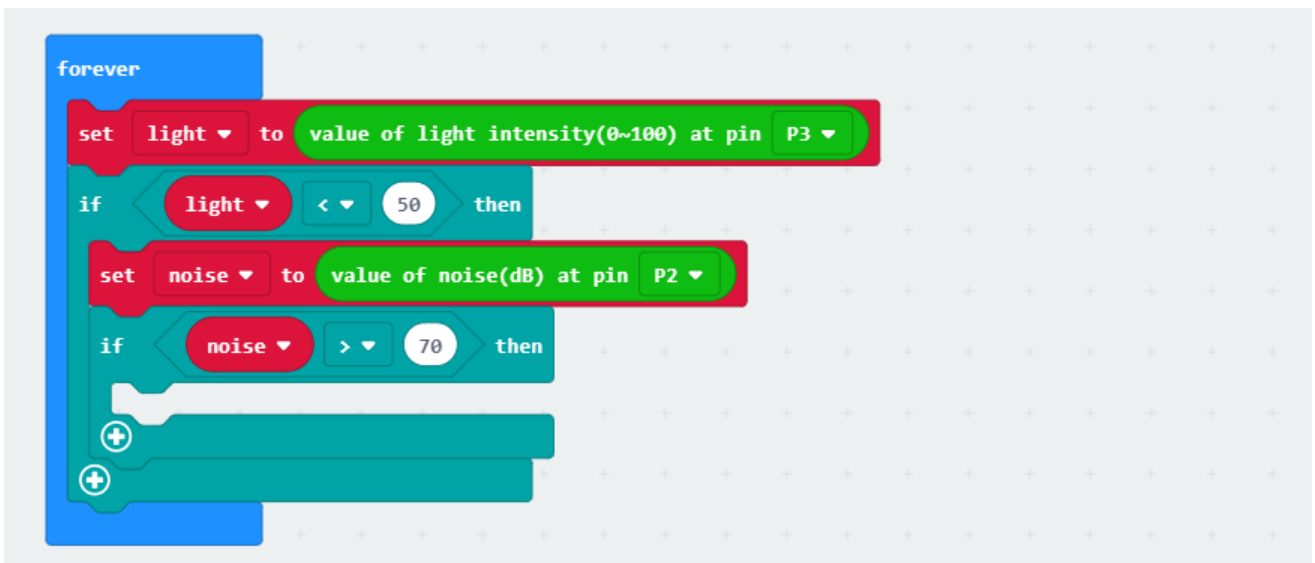 forever
set light to value of light intensity(0~100) at pin P3
if light < 50 then
set noise to value of noise(dB) at pin P2
if noise > 70 then